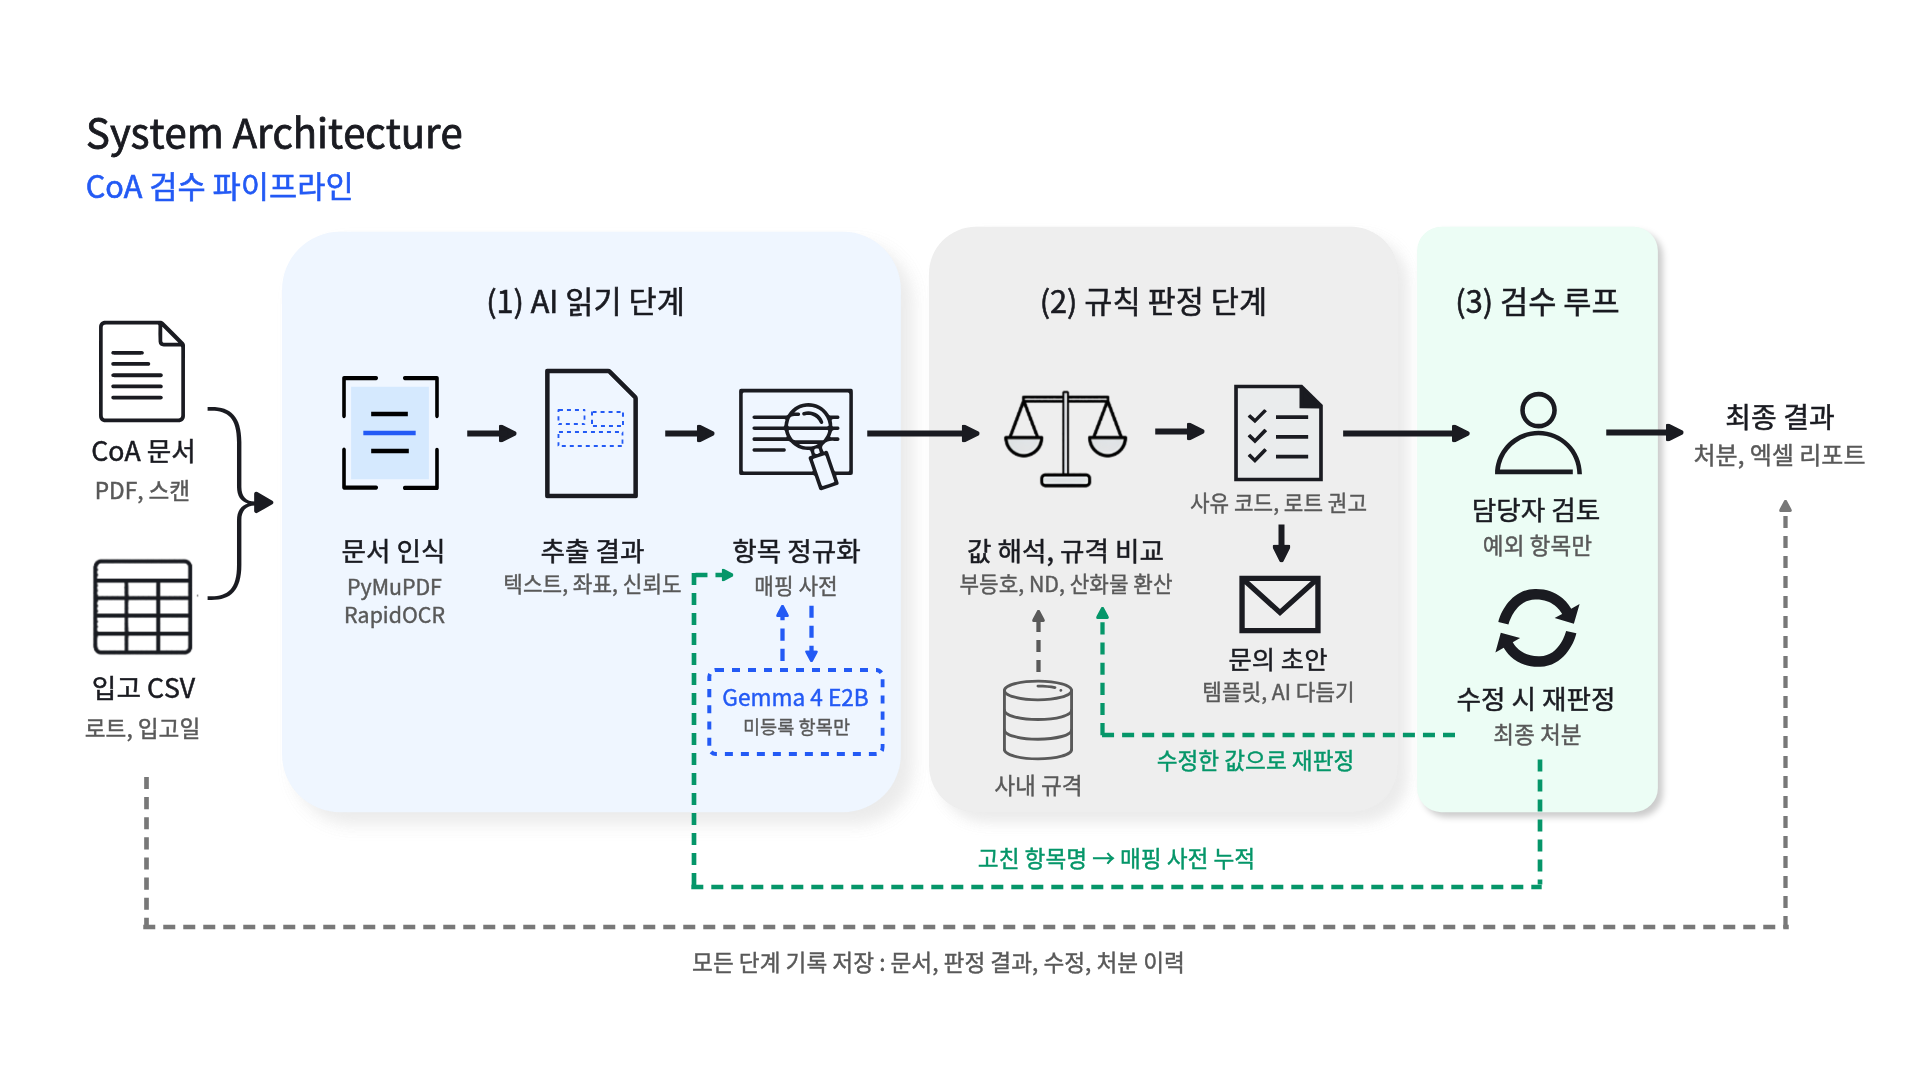 System Architecture
CoA 검수 파이프라인
CoA 문서
PDF, 스캔
입고 CSV
로트, 입고일
(1) AI 읽기 단계
문서 인식
PyMuPDF
RapidOCR
추출 결과
텍스트, 좌표, 신뢰도
항목 정규화
매핑 사전
Gemma 4 E2B
미등록 항목만
(2) 규칙 판정 단계
값 해석, 규격 비교
부등호, ND, 산화물 환산
사내 규격
사유 코드, 로트 권고
문의 초안
템플릿, AI 다듬기
수정한 값으로 재판정
(3) 검수 루프
담당자 검토
예외 항목만
수정 시 재판정
최종 처분
최종 결과
처분, 엑셀 리포트
고친 항목명 → 매핑 사전 누적
모든 단계 기록 저장 : 문서, 판정 결과, 수정, 처분 이력